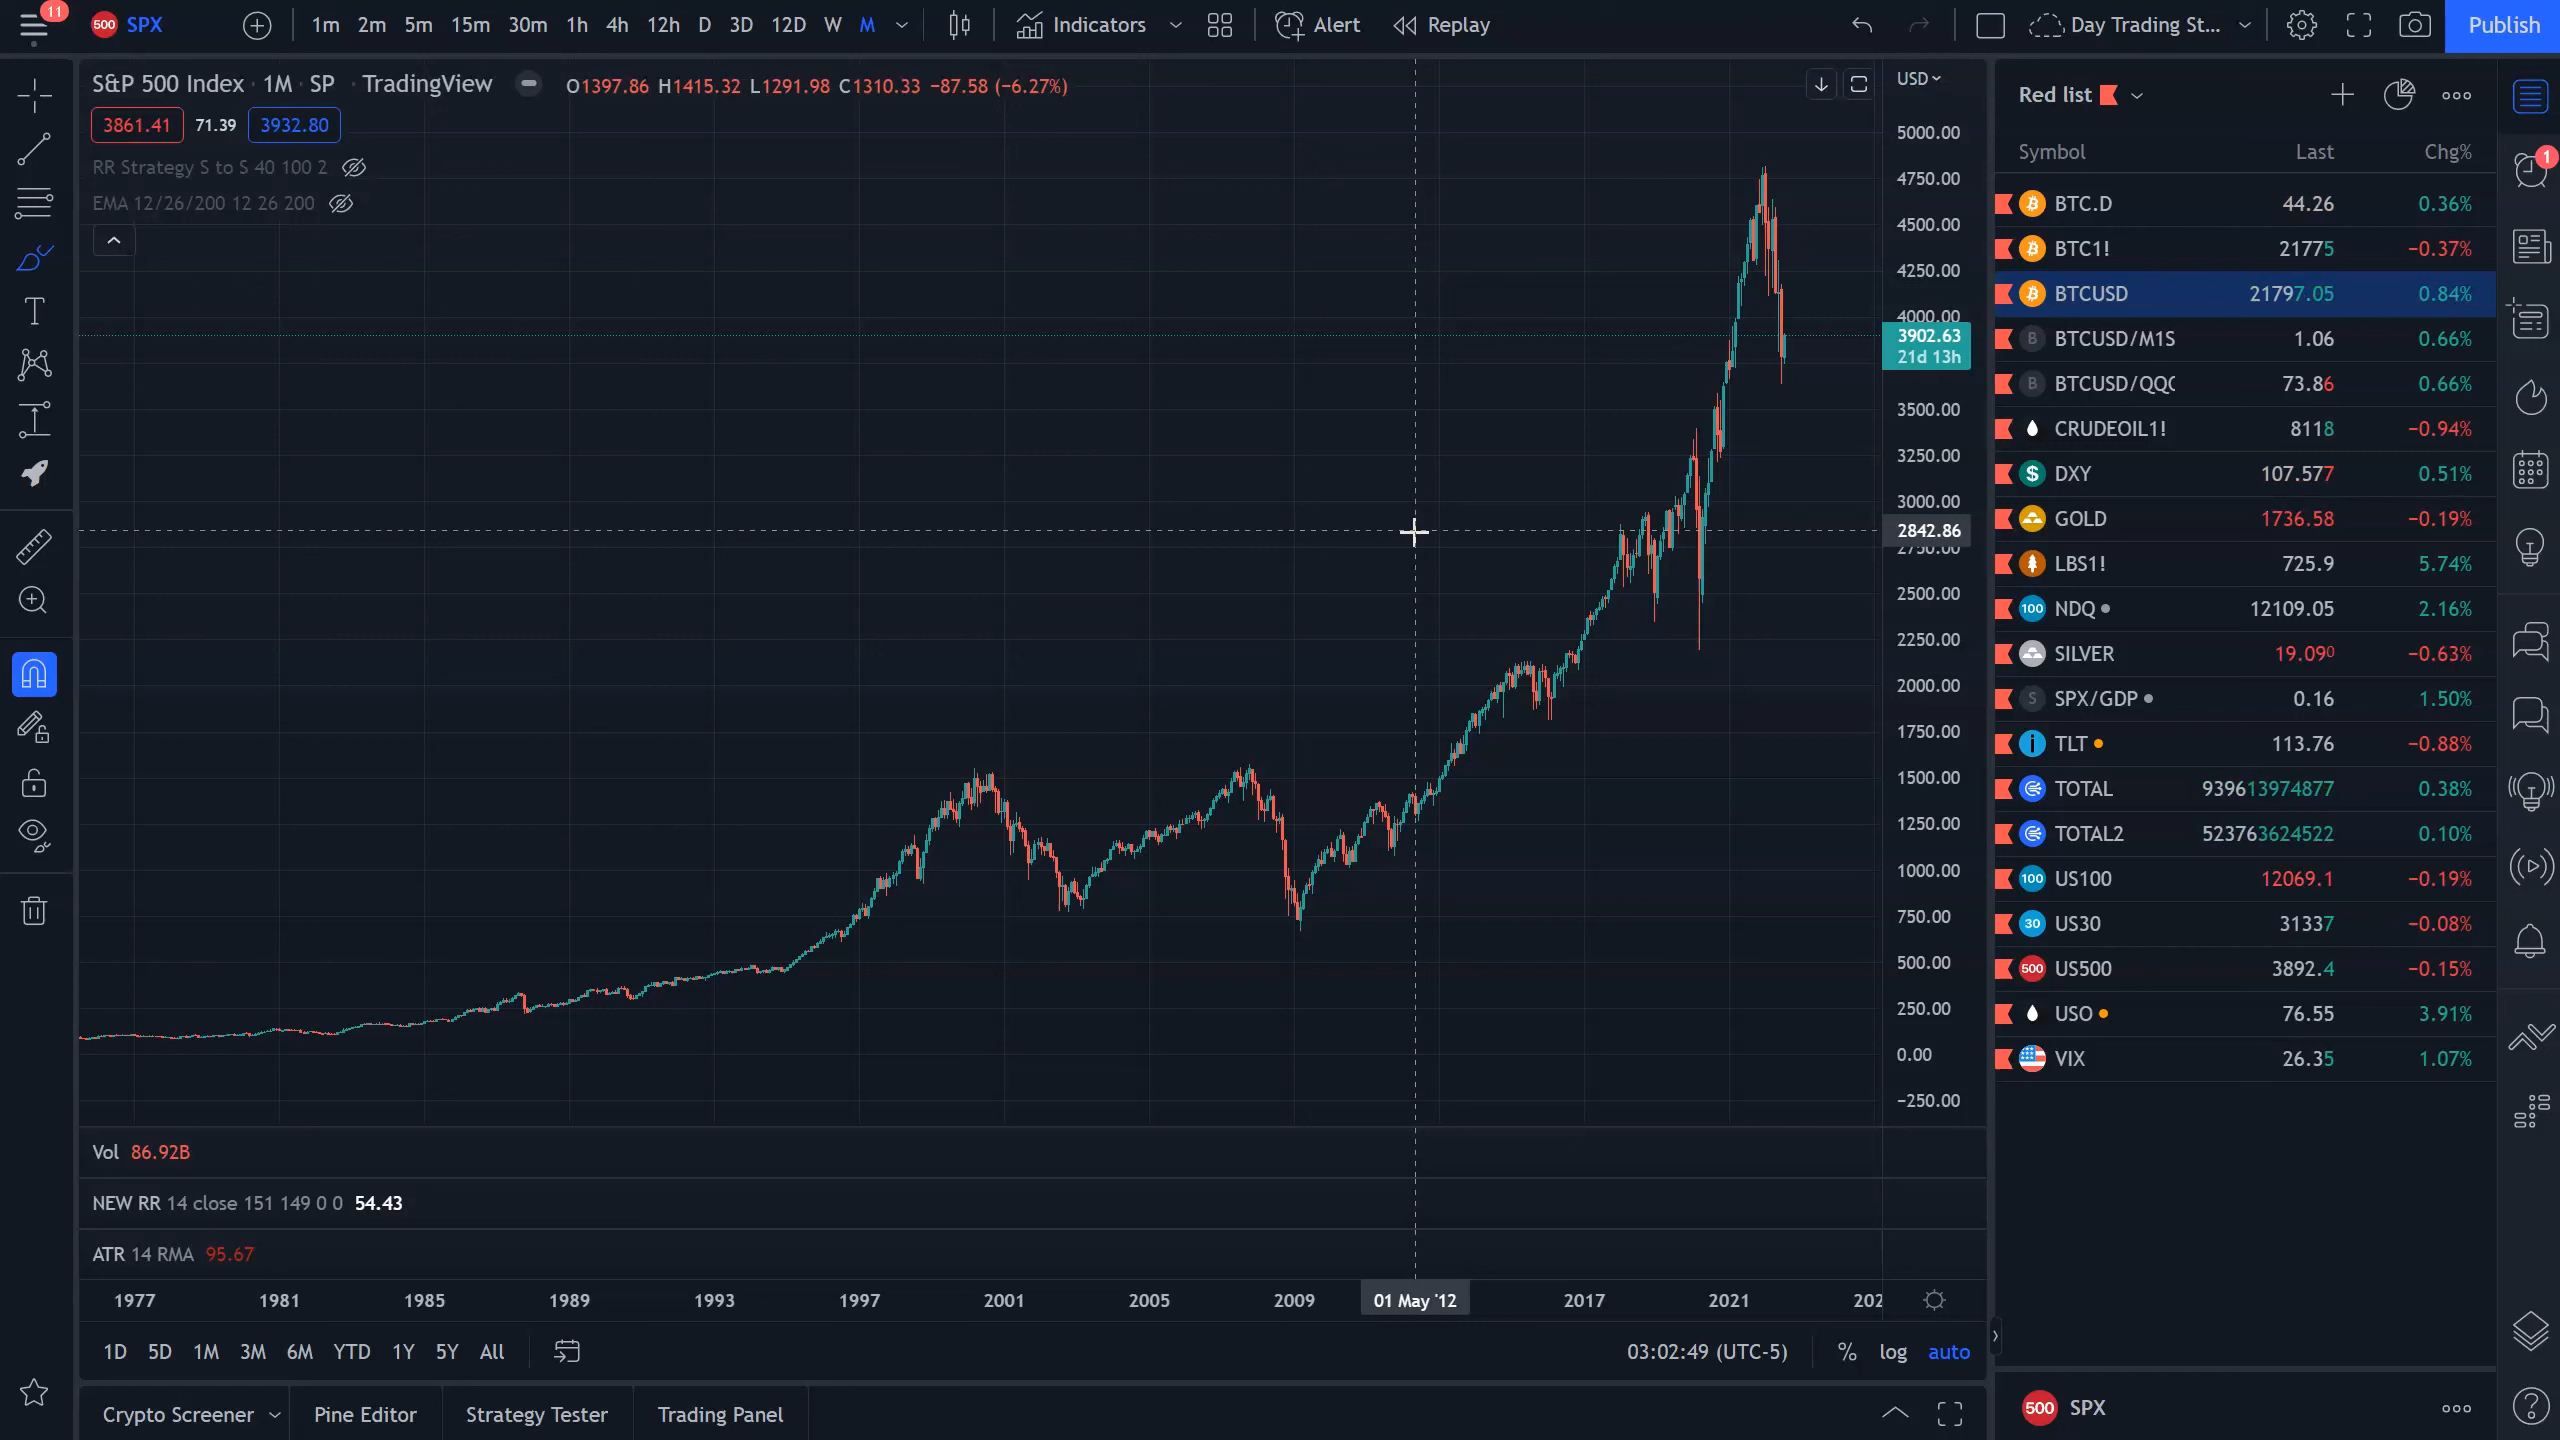 11
500 SPX 1m 2m 5m 15m 30m 1h 4h 12h D 3D 12D W M Indicators Alert Replay Day Trading St... Publish
S&P 500 Index · 1M · SP · TradingView O1397.86 H1415.32 L1291.98 C1310.33 −87.58 (−6.27%)
3861.41 71.39 3932.80
RR Strategy S to S 40 100 2
EMA 12/26/200 12 26 200
USD
5000.00
4750.00
4500.00
4250.00
4000.00
3902.63
21d 13h
3500.00
3250.00
3000.00
2842.86
2750.00
2500.00
2250.00
2000.00
1750.00
1500.00
1250.00
1000.00
750.00
500.00
250.00
0.00
−250.00
Vol 86.92B
NEW RR 14 close 151 149 0 0 54.43
ATR 14 RMA 95.67
1977 1981 1985 1989 1993 1997 2001 2005 2009 01 May '12 2017 2021 202
1D 5D 1M 3M 6M YTD 1Y 5Y All 03:02:49 (UTC-5) % log auto
Crypto Screener Pine Editor Strategy Tester Trading Panel
Red list
Symbol Last Chg%
1
BTC.D 44.26 0.36%
BTC1! 21775 −0.37%
BTCUSD 21797.05 0.84%
B BTCUSD/M1S 1.06 0.66%
B BTCUSD/QQQ 73.86 0.66%
CRUDEOIL1! 8118 −0.94%
$ DXY 107.577 0.51%
GOLD 1736.58 −0.19%
LBS1! 725.9 5.74%
100 NDQ 12109.05 2.16%
SILVER 19.090 −0.63%
S SPX/GDP 0.16 1.50%
i TLT 113.76 −0.88%
TOTAL 939613974877 0.38%
TOTAL2 523763624522 0.10%
100 US100 12069.1 −0.19%
30 US30 31337 −0.08%
500 US500 3892.4 −0.15%
USO 76.55 3.91%
VIX 26.35 1.07%
500 SPX